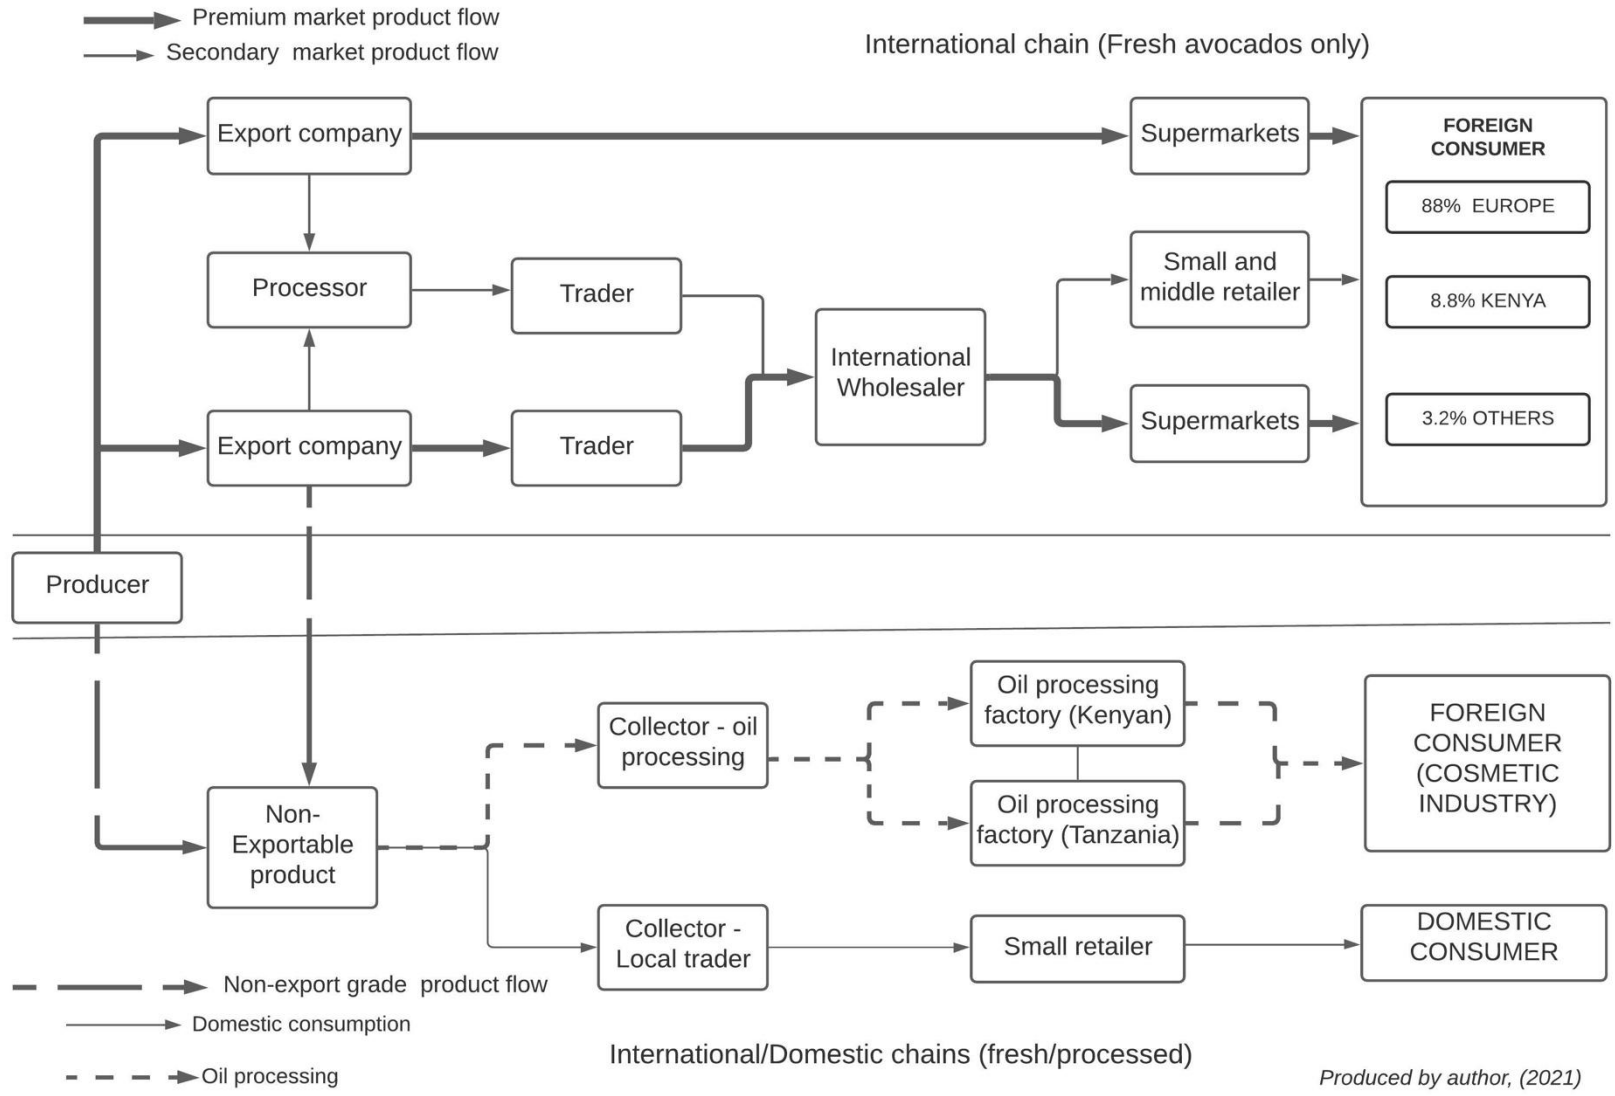 Premium market product flow
Secondary market product flow
International chain (Fresh avocados only)
Export company
Supermarkets
FOREIGN
CONSUMER
88% EUROPE
8.8% KENYA
3.2% OTHERS
Processor
Trader
Small and
middle retailer
International
Wholesaler
Export company
Trader
Supermarkets
Producer
Non-
Exportable
product
Collector - oil
processing
Oil processing
factory (Kenyan)
Oil processing
factory (Tanzania)
FOREIGN
CONSUMER
(COSMETIC
INDUSTRY)
Collector -
Local trader
Small retailer
DOMESTIC
CONSUMER
Non-export grade product flow
Domestic consumption
Oil processing
International/Domestic chains (fresh/processed)
Produced by author, (2021)